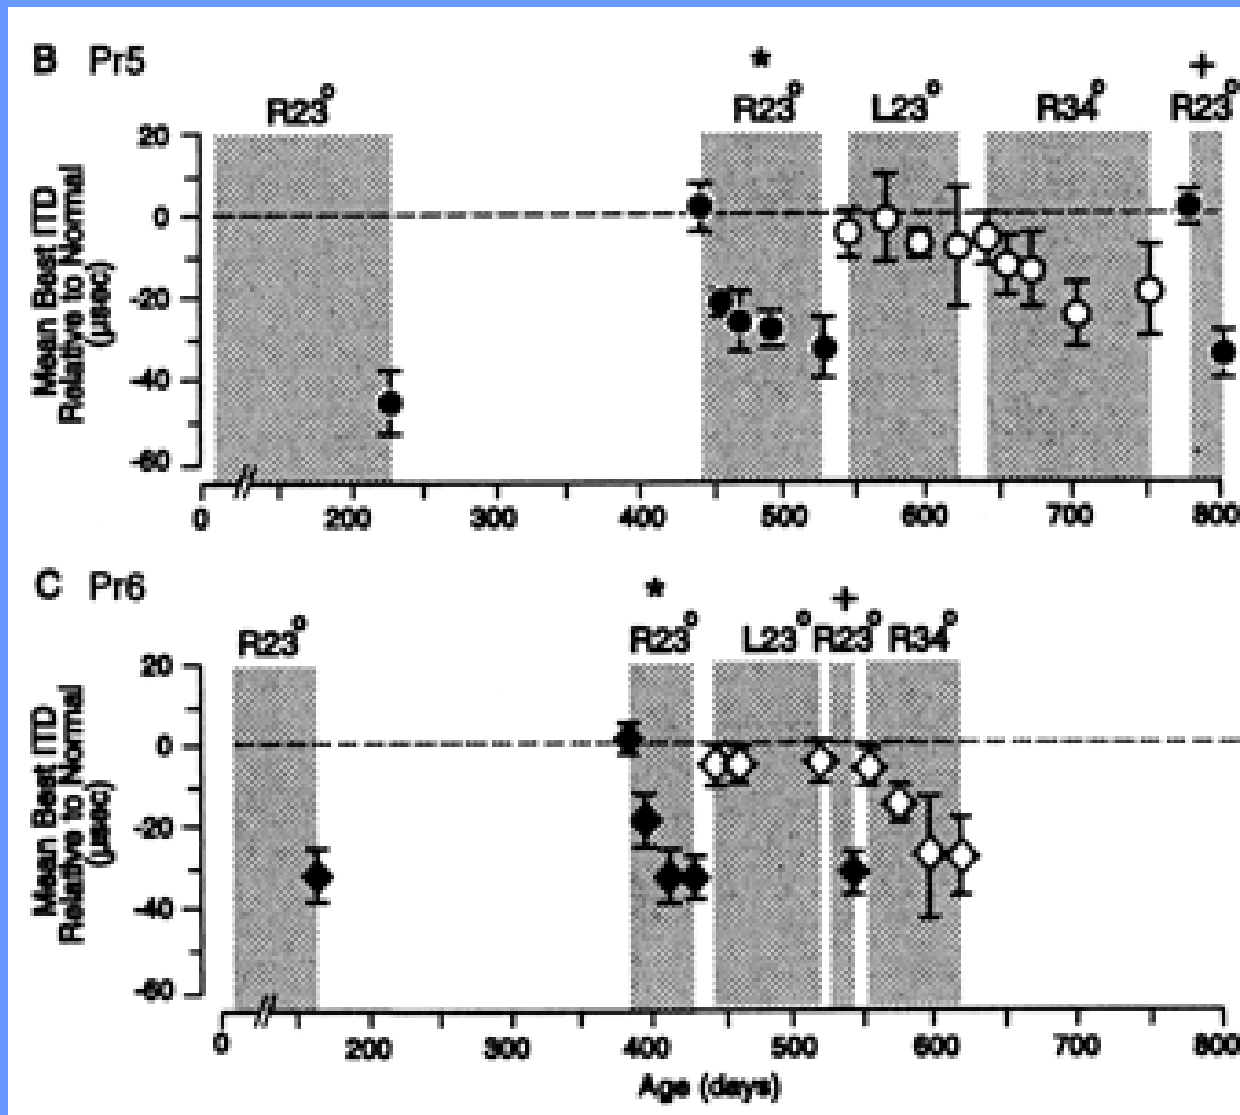 B Pr5
* +
R23° R23° L23° R34° R23°
20
0
-20
-40
-60
Mean Best ITD
Relative to Normal
(µsec)
0 200 300 400 500 600 700 800
C Pr6
* +
R23° R23° L23° R23° R34°
20
0
-20
-40
-60
Mean Best ITD
Relative to Normal
(µsec)
0 200 300 400 500 600 700 800
Age (days)